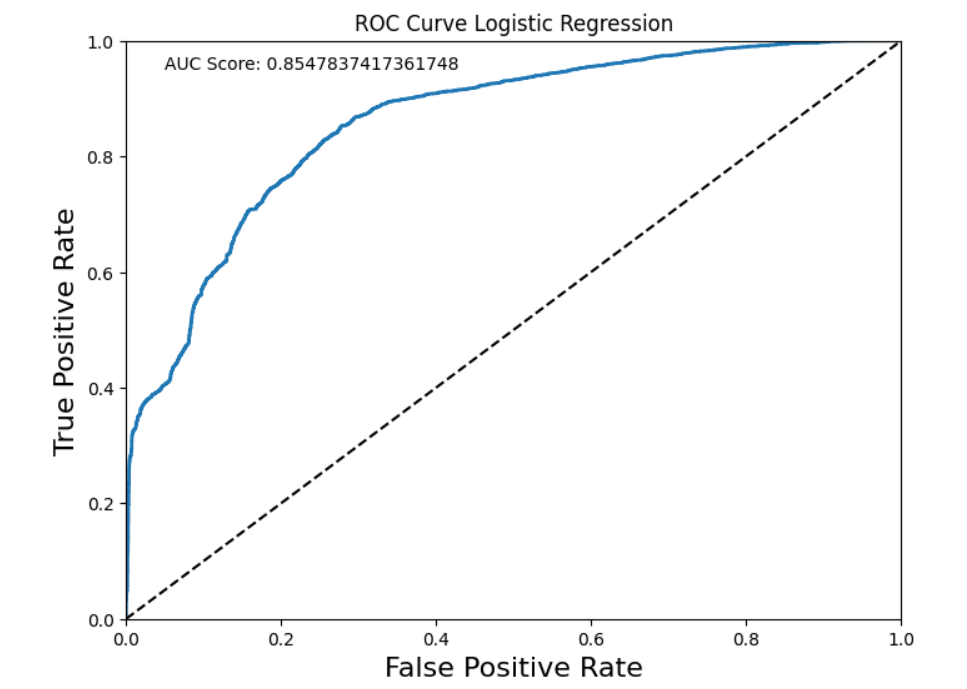 ROC Curve Logistic Regression
1.0
AUC Score: 0.8547837417361748
0.8
0.6
0.4
0.2
0.0
True Positive Rate
0.0 0.2 0.4 0.6 0.8 1.0
False Positive Rate